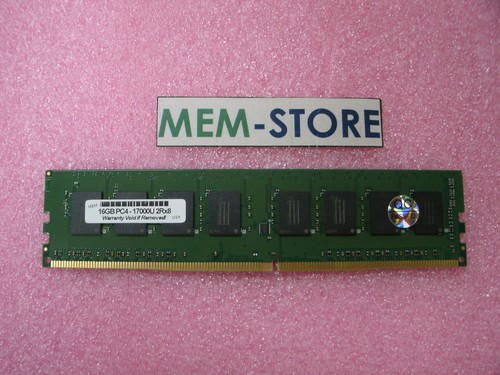 MEM-STORE
16GB PC4 - 17000U 2Rx8
Warranty Void if Removed!